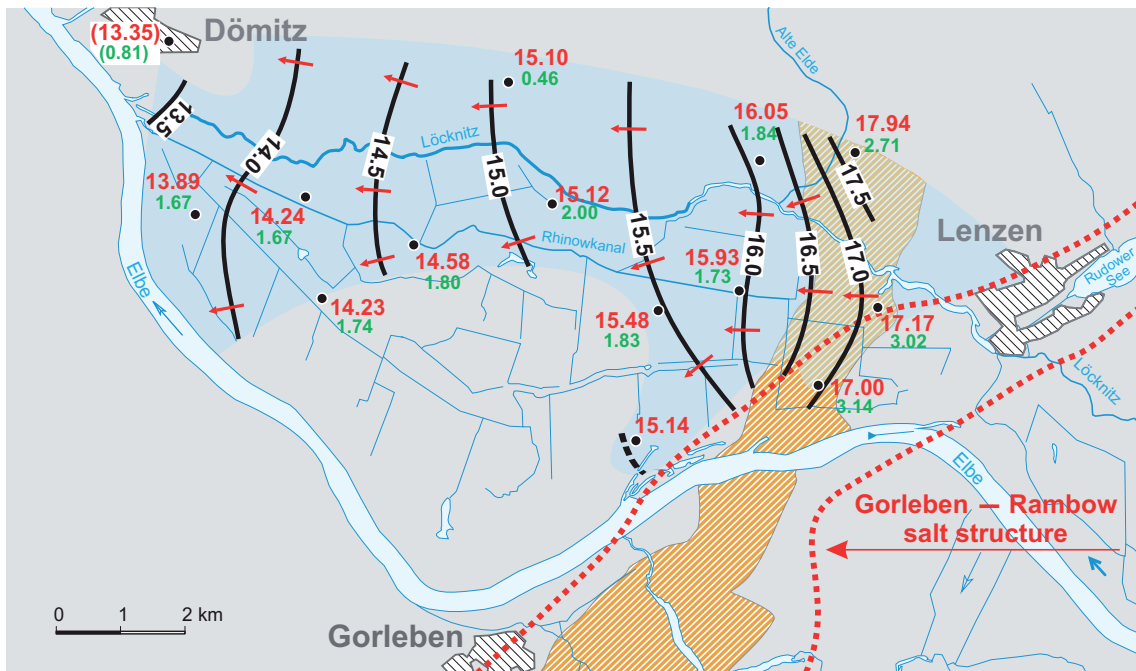 (13.35)
(0.81)
Dömitz
15.10
0.46
Alte Elde
16.05
1.84
17.94
2.71
13.5
14.0
14.5
15.0
15.5
16.0
16.5
17.0
17.5
Löcknitz
13.89
1.67
14.24
1.67
15.12
2.00
Rhinowkanal
14.58
1.80
14.23
1.74
15.93
1.73
15.48
1.83
17.17
3.02
17.00
3.14
15.14
Lenzen
Rudower
See
Löcknitz
Elbe
Elbe
Gorleben – Rambow
salt structure
0 1 2 km
Gorleben